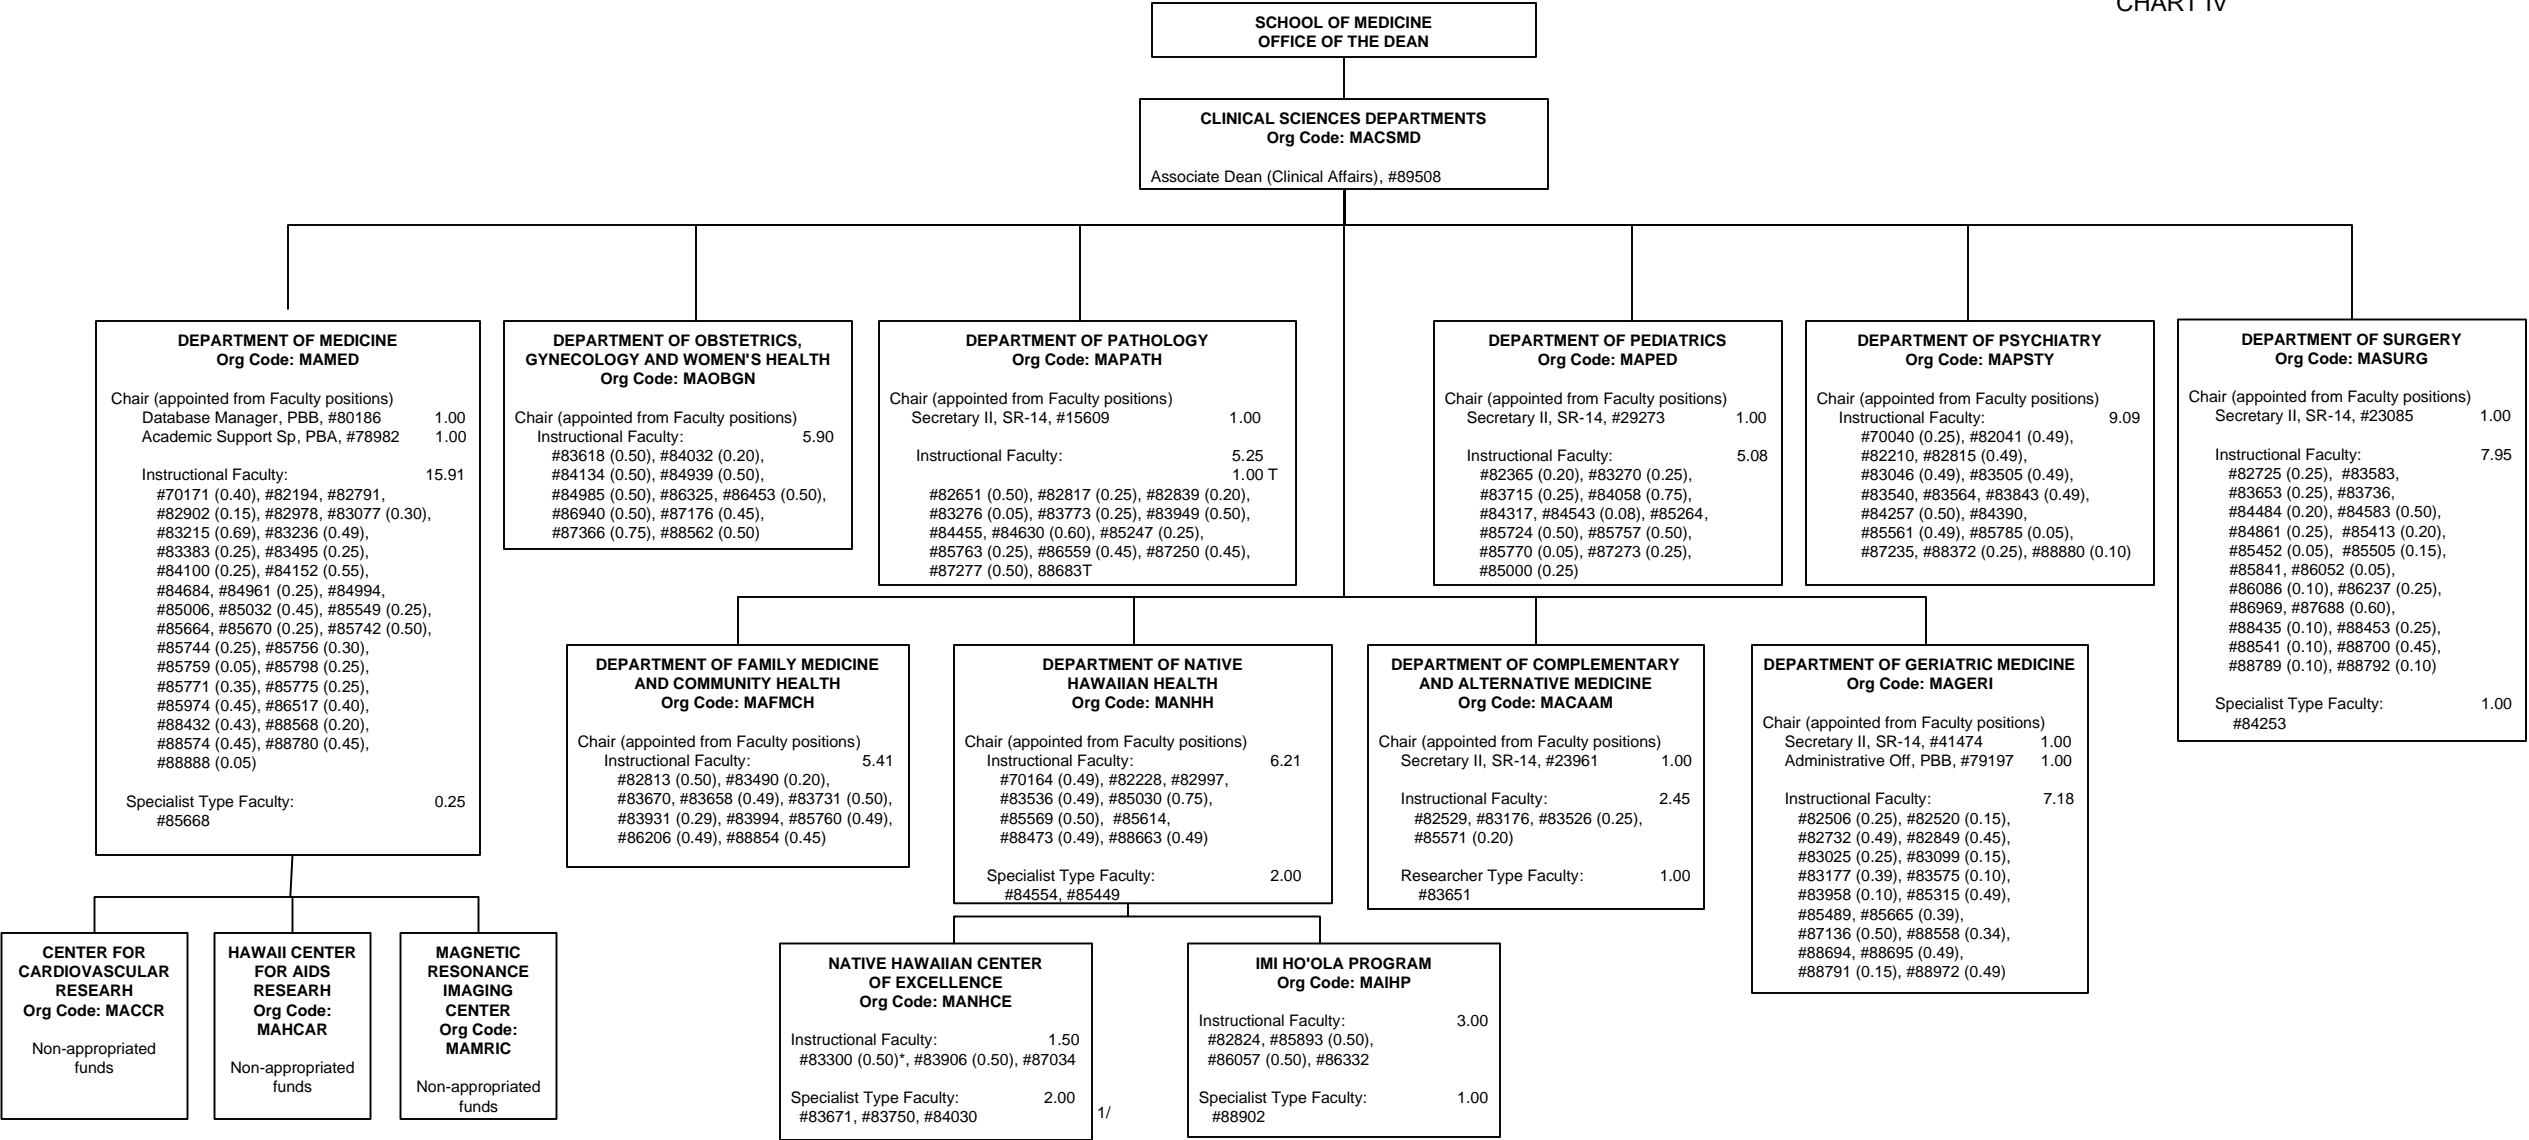 CHART IV
SCHOOL OF MEDICINE
OFFICE OF THE DEAN
CLINICAL SCIENCES DEPARTMENTS
Org Code: MACSMD
Associate Dean (Clinical Affairs), #89508
DEPARTMENT OF MEDICINE
Org Code: MAMED
Chair (appointed from Faculty positions)
Database Manager, PBB, #80186 1.00
Academic Support Sp, PBA, #78982 1.00
Instructional Faculty: 15.91
#70171 (0.40), #82194, #82791,
#82902 (0.15), #82978, #83077 (0.30),
#83215 (0.69), #83236 (0.49),
#83383 (0.25), #83495 (0.25),
#84100 (0.25), #84152 (0.55),
#84684, #84961 (0.25), #84994,
#85006, #85032 (0.45), #85549 (0.25),
#85664, #85670 (0.25), #85742 (0.50),
#85744 (0.25), #85756 (0.30),
#85759 (0.05), #85798 (0.25),
#85771 (0.35), #85775 (0.25),
#85974 (0.45), #86517 (0.40),
#88432 (0.43), #88568 (0.20),
#88574 (0.45), #88780 (0.45),
#88888 (0.05)
Specialist Type Faculty: 0.25
#85668
DEPARTMENT OF OBSTETRICS,
GYNECOLOGY AND WOMEN'S HEALTH
Org Code: MAOBGN
Chair (appointed from Faculty positions)
Instructional Faculty: 5.90
#83618 (0.50), #84032 (0.20),
#84134 (0.50), #84939 (0.50),
#84985 (0.50), #86325, #86453 (0.50),
#86940 (0.50), #87176 (0.45),
#87366 (0.75), #88562 (0.50)
DEPARTMENT OF PATHOLOGY
Org Code: MAPATH
Chair (appointed from Faculty positions)
Secretary II, SR-14, #15609 1.00
Instructional Faculty: 5.25
1.00 T
#82651 (0.50), #82817 (0.25), #82839 (0.20),
#83276 (0.05), #83773 (0.25), #83949 (0.50),
#84455, #84630 (0.60), #85247 (0.25),
#85763 (0.25), #86559 (0.45), #87250 (0.45),
#87277 (0.50), 88683T
DEPARTMENT OF PEDIATRICS
Org Code: MAPED
Chair (appointed from Faculty positions)
Secretary II, SR-14, #29273 1.00
Instructional Faculty: 5.08
#82365 (0.20), #83270 (0.25),
#83715 (0.25), #84058 (0.75),
#84317, #84543 (0.08), #85264,
#85724 (0.50), #85757 (0.50),
#85770 (0.05), #87273 (0.25),
#85000 (0.25)
DEPARTMENT OF PSYCHIATRY
Org Code: MAPSTY
Chair (appointed from Faculty positions)
Instructional Faculty: 9.09
#70040 (0.25), #82041 (0.49),
#82210, #82815 (0.49),
#83046 (0.49), #83505 (0.49),
#83540, #83564, #83843 (0.49),
#84257 (0.50), #84390,
#85561 (0.49), #85785 (0.05),
#87235, #88372 (0.25), #88880 (0.10)
DEPARTMENT OF SURGERY
Org Code: MASURG
Chair (appointed from Faculty positions)
Secretary II, SR-14, #23085 1.00
Instructional Faculty: 7.95
#82725 (0.25), #83583,
#83653 (0.25), #83736,
#84484 (0.20), #84583 (0.50),
#84861 (0.25), #85413 (0.20),
#85452 (0.05), #85505 (0.15),
#85841, #86052 (0.05),
#86086 (0.10), #86237 (0.25),
#86969, #87688 (0.60),
#88435 (0.10), #88453 (0.25),
#88541 (0.10), #88700 (0.45),
#88789 (0.10), #88792 (0.10)
Specialist Type Faculty: 1.00
#84253
DEPARTMENT OF FAMILY MEDICINE
AND COMMUNITY HEALTH
Org Code: MAFMCH
Chair (appointed from Faculty positions)
Instructional Faculty: 5.41
#82813 (0.50), #83490 (0.20),
#83670, #83658 (0.49), #83731 (0.50),
#83931 (0.29), #83994, #85760 (0.49),
#86206 (0.49), #88854 (0.45)
DEPARTMENT OF NATIVE
HAWAIIAN HEALTH
Org Code: MANHH
Chair (appointed from Faculty positions)
Instructional Faculty: 6.21
#70164 (0.49), #82228, #82997,
#83536 (0.49), #85030 (0.75),
#85569 (0.50), #85614,
#88473 (0.49), #88663 (0.49)
Specialist Type Faculty: 2.00
#84554, #85449
DEPARTMENT OF COMPLEMENTARY
AND ALTERNATIVE MEDICINE
Org Code: MACAAM
Chair (appointed from Faculty positions)
Secretary II, SR-14, #23961 1.00
Instructional Faculty: 2.45
#82529, #83176, #83526 (0.25),
#85571 (0.20)
Researcher Type Faculty: 1.00
#83651
DEPARTMENT OF GERIATRIC MEDICINE
Org Code: MAGERI
Chair (appointed from Faculty positions)
Secretary II, SR-14, #41474 1.00
Administrative Off, PBB, #79197 1.00
Instructional Faculty: 7.18
#82506 (0.25), #82520 (0.15),
#82732 (0.49), #82849 (0.45),
#83025 (0.25), #83099 (0.15),
#83177 (0.39), #83575 (0.10),
#83958 (0.10), #85315 (0.49),
#85489, #85665 (0.39),
#87136 (0.50), #88558 (0.34),
#88694, #88695 (0.49),
#88791 (0.15), #88972 (0.49)
CENTER FOR
CARDIOVASCULAR
RESEARH
Org Code: MACCR
Non-appropriated
funds
HAWAII CENTER
FOR AIDS
RESEARH
Org Code:
MAHCAR
Non-appropriated
funds
MAGNETIC
RESONANCE
IMAGING
CENTER
Org Code:
MAMRIC
Non-appropriated
funds
NATIVE HAWAIIAN CENTER
OF EXCELLENCE
Org Code: MANHCE
Instructional Faculty: 1.50
#83300 (0.50)*, #83906 (0.50), #87034
Specialist Type Faculty: 2.00
#83671, #83750, #84030
1/
IMI HO'OLA PROGRAM
Org Code: MAIHP
Instructional Faculty: 3.00
#82824, #85893 (0.50),
#86057 (0.50), #86332
Specialist Type Faculty: 1.00
#88902